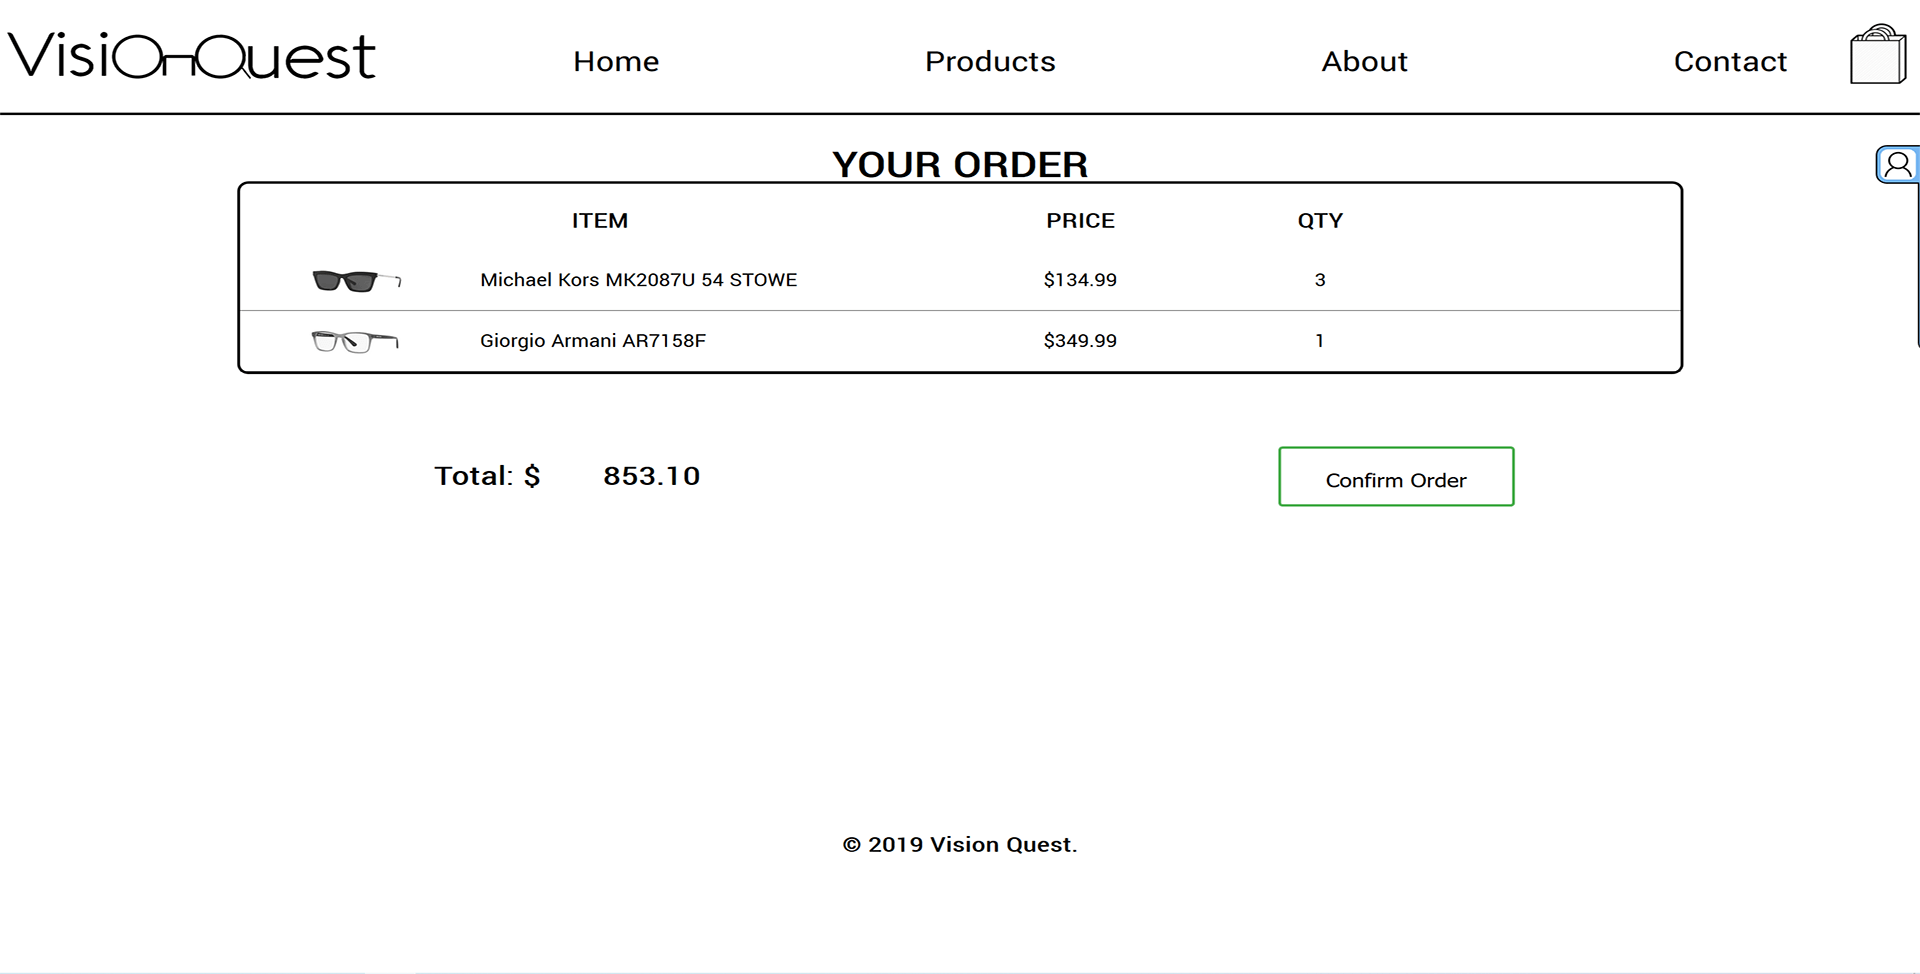 VisiOnQuest
Home Products About Contact
YOUR ORDER
ITEM PRICE QTY
Michael Kors MK2087U 54 STOWE $134.99 3
Giorgio Armani AR7158F $349.99 1
Total: $ 853.10
Confirm Order
© 2019 Vision Quest.